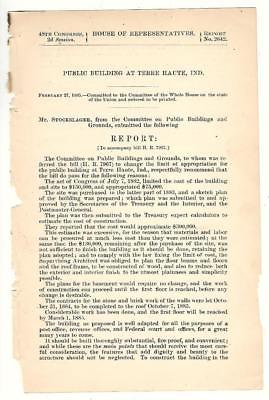 48TH CONGRESS, HOUSE OF REPRESENTATIVES. REPORT
2d Session. No. 2642.
PUBLIC BUILDING AT TERRE HAUTE, IND.
FEBRUARY 27, 1885.—Committed to the Committee of the Whole House on the state
of the Union and ordered to be printed.
Mr. STOCKSLAGER, from the Committee on Public Buildings and
Grounds, submitted the following
REPORT:
[To accompany bill H. R. 7967.]
The Committee on Public Buildings and Grounds, to whom was re-
ferred the bill (H. R. 7967) to change the limit of appropriation for
the public building at Terre Haute, Ind., respectfully recommend that
the bill do pass for the following reasons:
The act of Congress of July 7, 1882, limited the cost of the building
to $150,000, and appropriated $75,000.
The site was purchased in the latter part of 1883, and a sketch plan
of the building was prepared; which plan was submitted to and ap-
proved by the Secretaries of the Treasury and the Interior, and the
Postmaster-General.
The plan was then submitted to the Treasury expert calculators to
estimate cost of construction.
They reported the cost would approximate $200,000.
This estimate was excessive, for the reason that materials and labor
can be procured at much less rates than they estimated; but at the
same time, the $130,000, remaining after the purchase of the site, was
not sufficient to finish the building as it should be done, retaining the
plan as approved; and to comply with the law fixing the limit of cost, the
Supervising Architect was obliged to plan the floor beams and doors
and the roof frame, to be constructed of wood, and also to reduce both
the exterior and interior finish to the utmost plainness and simplicity
possible.
The plans for the basement would require no change, and the work
of construction can proceed until the first floor is reached before any
change is desirable.
The contracts for the stone and brick work of the walls were let October
31, 1884, to be completed to the roof October 7, 1885.
Considerable work has been done, and the first floor will be reached
by March 1, 1885.
The building as proposed is well adapted for all the purposes of a
post office, revenue offices, and Federal court and offices, for a great
many years to come.
It should be built thoroughly substantial, fire proof, and convenient;
and while these points should receive the most care-
ful consideration, the features that add dignity and beauty to the
structure should not be neglected. To construct the building in the